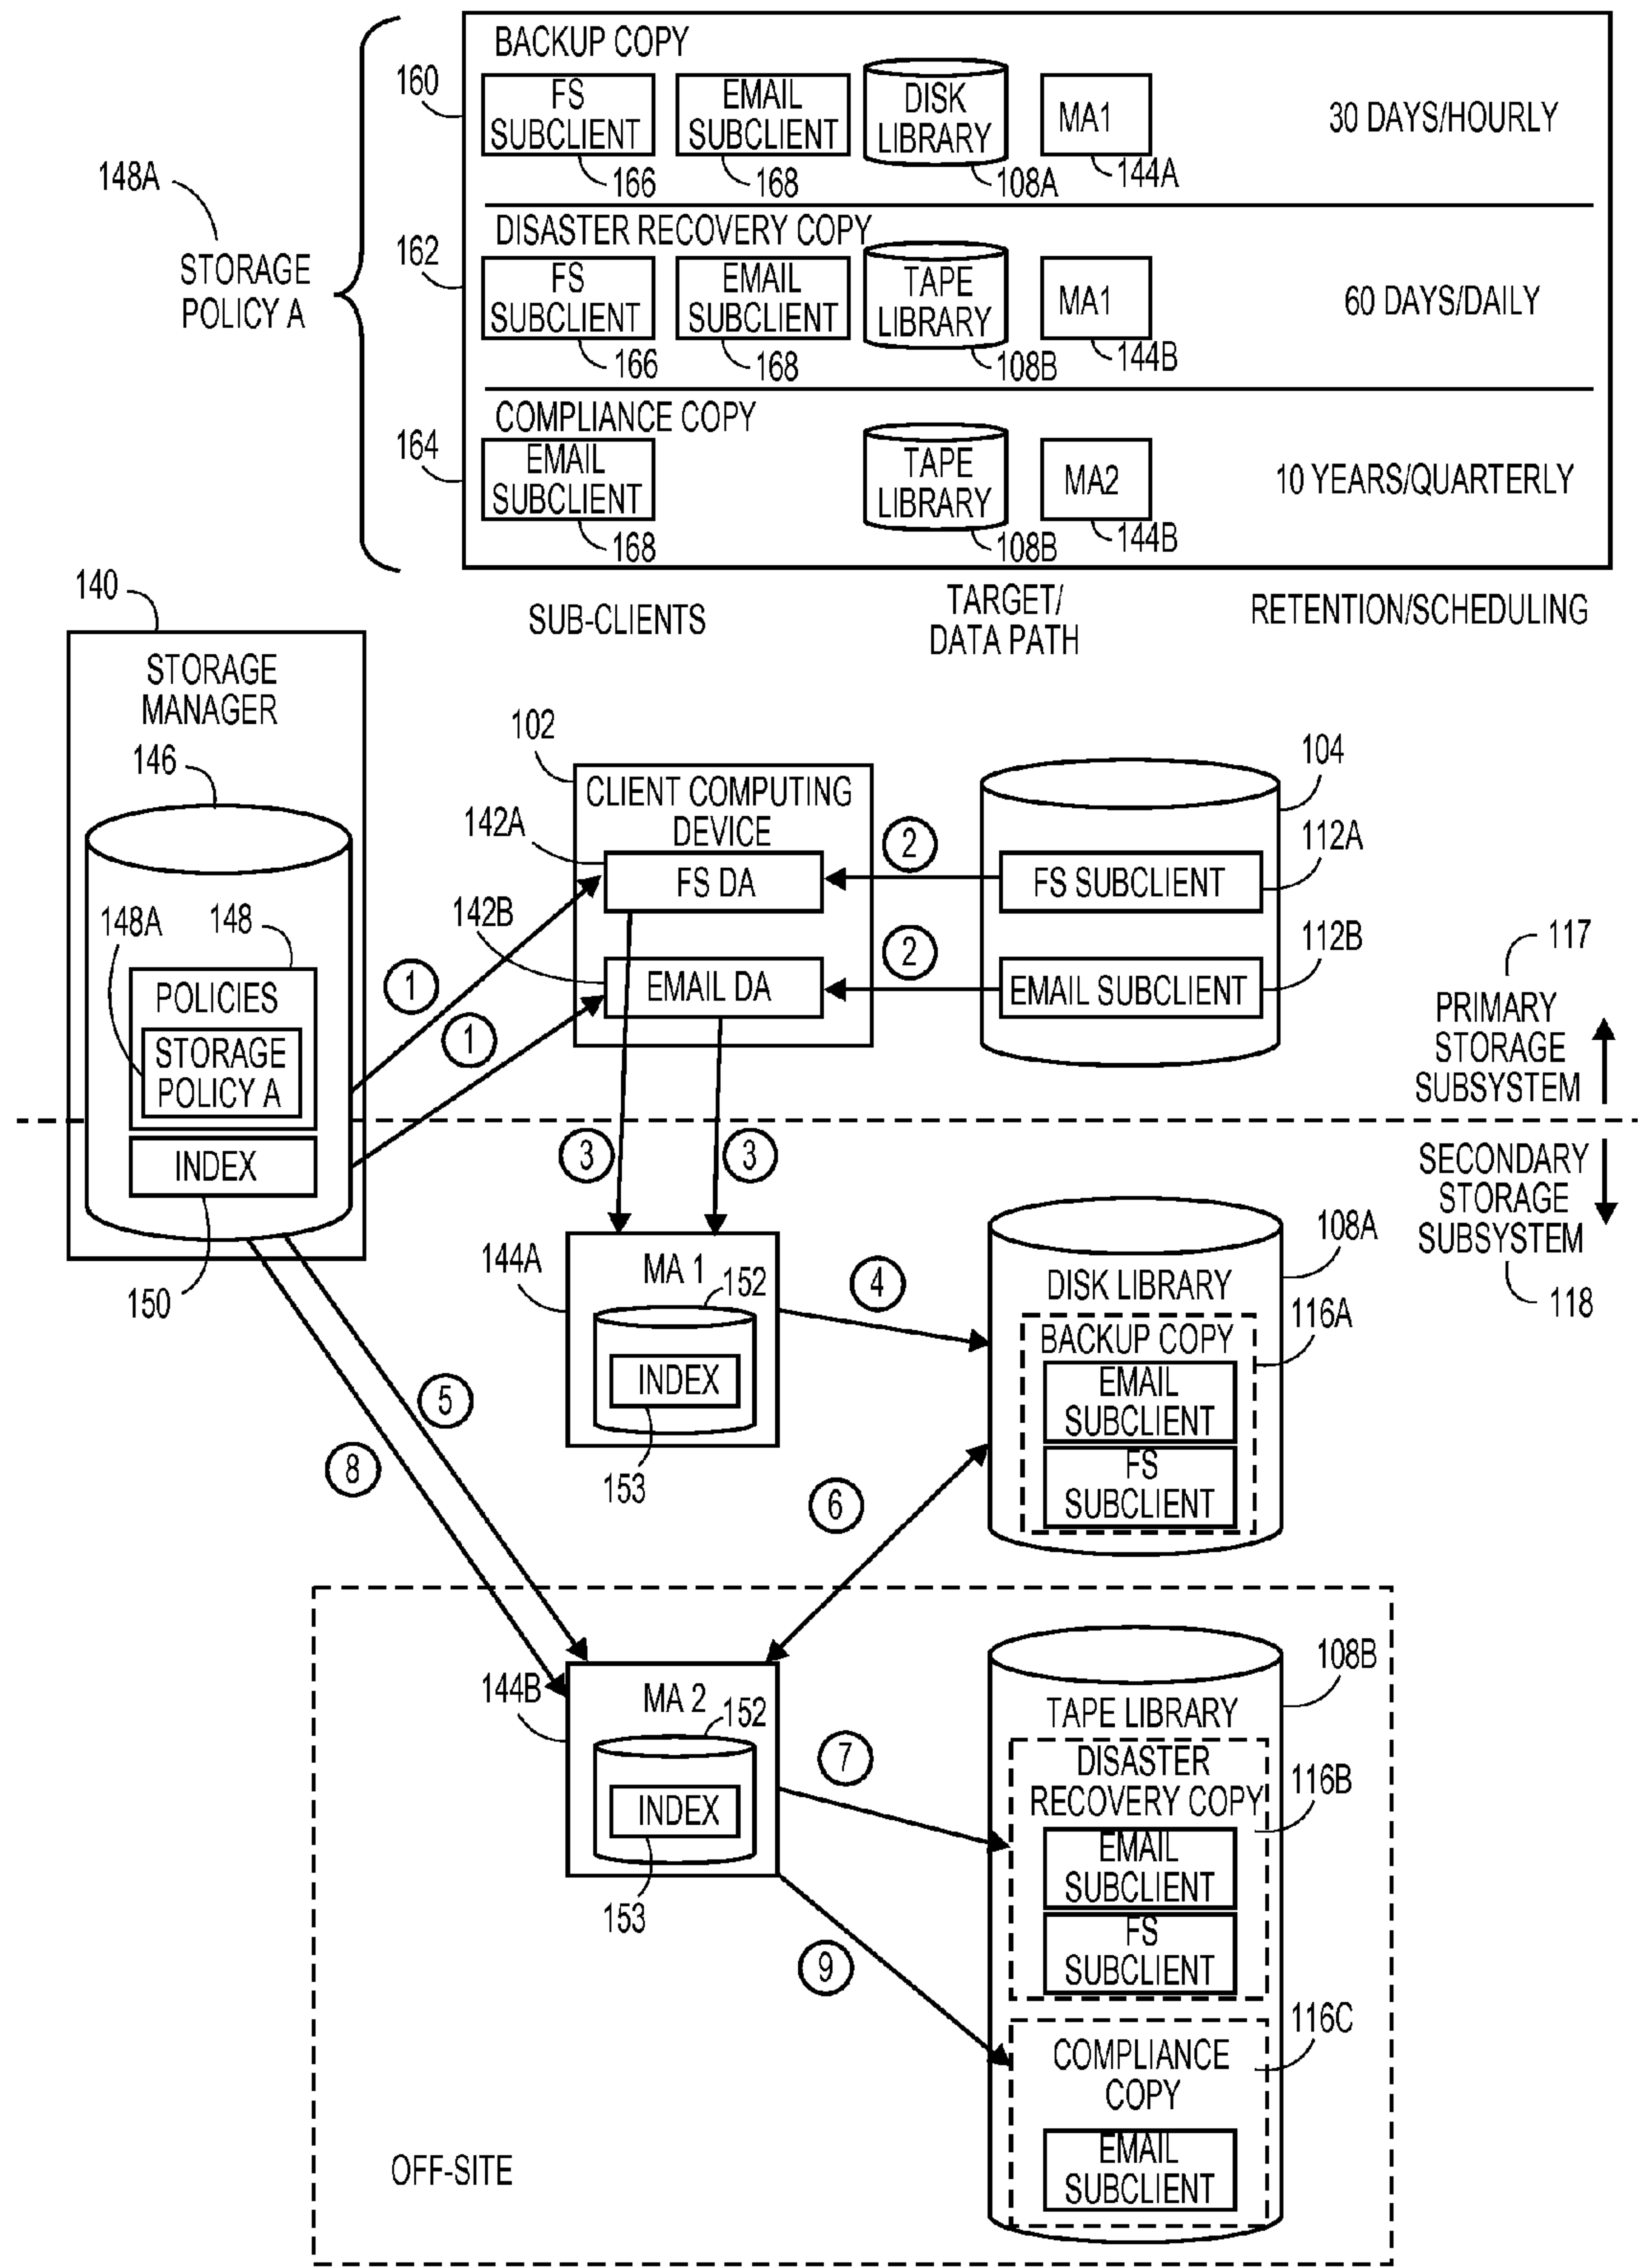 BACKUP COPY
160
FS
SUBCLIENT
166
EMAIL
SUBCLIENT
168
DISK
LIBRARY
108A
MA1
144A
30 DAYS/HOURLY
148A
STORAGE
POLICY A
DISASTER RECOVERY COPY
162
FS
SUBCLIENT
166
EMAIL
SUBCLIENT
168
TAPE
LIBRARY
108B
MA1
144B
60 DAYS/DAILY
COMPLIANCE COPY
164
EMAIL
SUBCLIENT
168
TAPE
LIBRARY
108B
MA2
144B
10 YEARS/QUARTERLY
SUB-CLIENTS
TARGET/
DATA PATH
RETENTION/SCHEDULING
140
STORAGE
MANAGER
146
148A
148
POLICIES
STORAGE
POLICY A
INDEX
150
102
CLIENT COMPUTING
DEVICE
142A
FS DA
142B
EMAIL DA
1
1
2
2
104
FS SUBCLIENT
112A
EMAIL SUBCLIENT
112B
117
PRIMARY
STORAGE
SUBSYSTEM
SECONDARY
STORAGE
SUBSYSTEM
118
3
3
144A
MA 1
152
INDEX
153
4
108A
DISK LIBRARY
116A
BACKUP COPY
EMAIL
SUBCLIENT
FS
SUBCLIENT
5
8
6
144B
MA 2
152
INDEX
153
7
9
108B
TAPE LIBRARY
DISASTER
RECOVERY COPY
116B
EMAIL
SUBCLIENT
FS
SUBCLIENT
116C
COMPLIANCE
COPY
EMAIL
SUBCLIENT
OFF-SITE